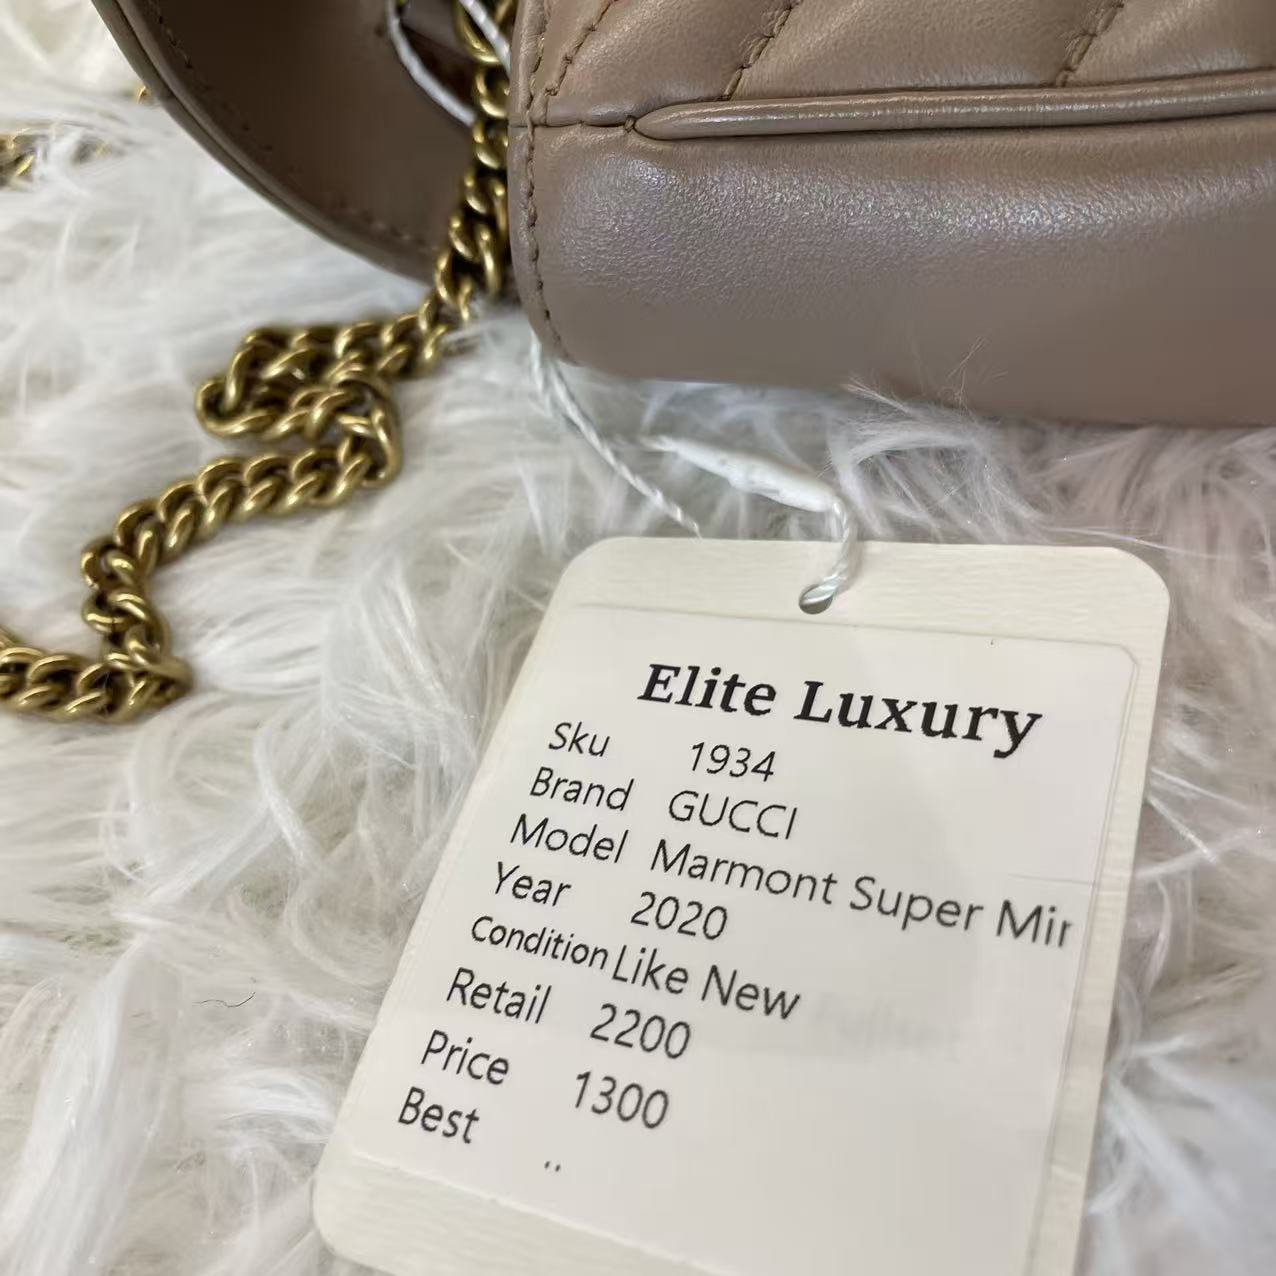 Elite Luxury
Sku 1934
Brand GUCCI
Model Marmont Super Mir
Year 2020
Condition Like New
Retail 2200
Price 1300
Best ..